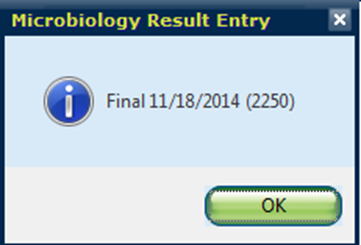 Microbiology Result Entry
Final 11/18/2014 (2250)
OK